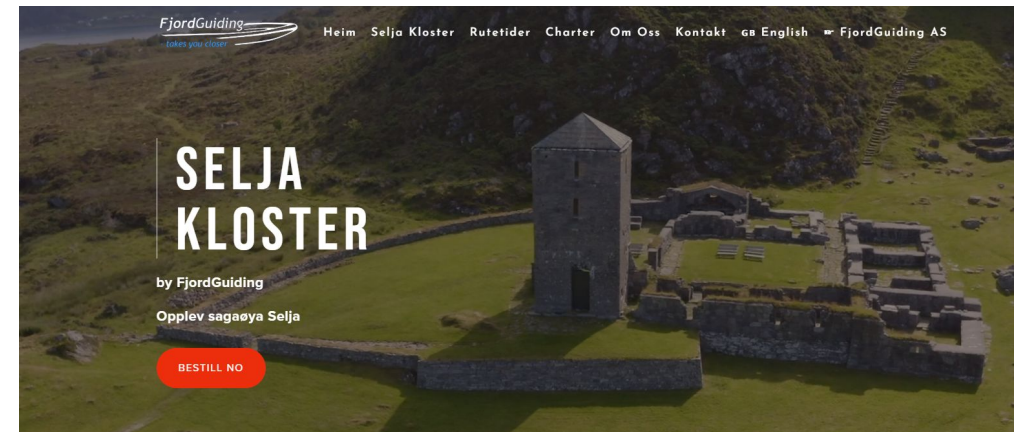 FjordGuiding
takes you closer
Heim Selja Kloster Rutetider Charter Om Oss Kontakt GB English ☛ FjordGuiding AS
SELJA
KLOSTER
by FjordGuiding
Opplev sagaøya Selja
BESTILL NO